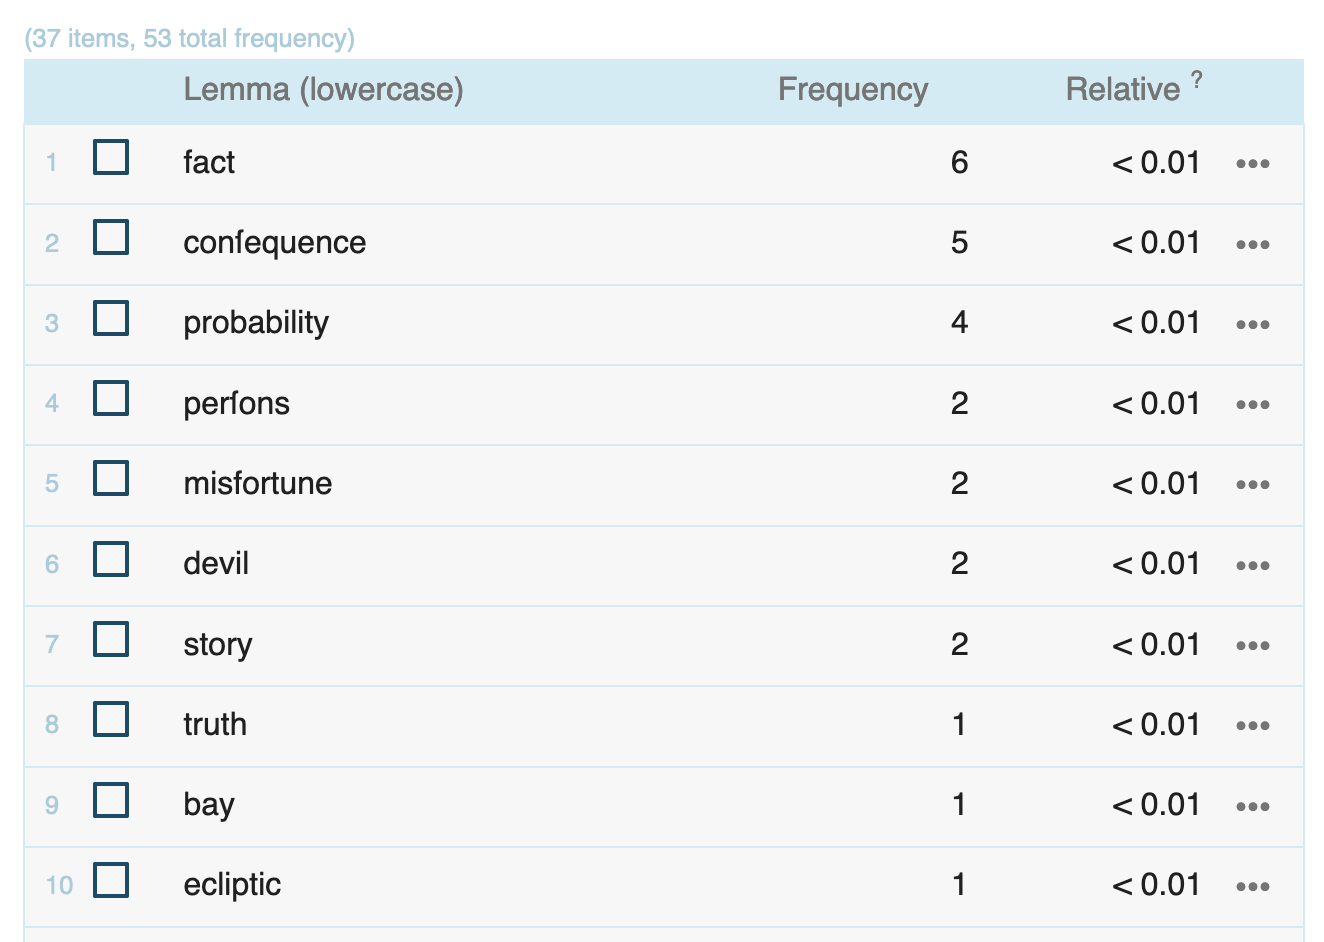 (37 items, 53 total frequency)
Lemma (lowercase) Frequency Relative ?
1 fact 6 < 0.01 •••
2 conſequence 5 < 0.01 •••
3 probability 4 < 0.01 •••
4 perſons 2 < 0.01 •••
5 misfortune 2 < 0.01 •••
6 devil 2 < 0.01 •••
7 story 2 < 0.01 •••
8 truth 1 < 0.01 •••
9 bay 1 < 0.01 •••
10 ecliptic 1 < 0.01 •••